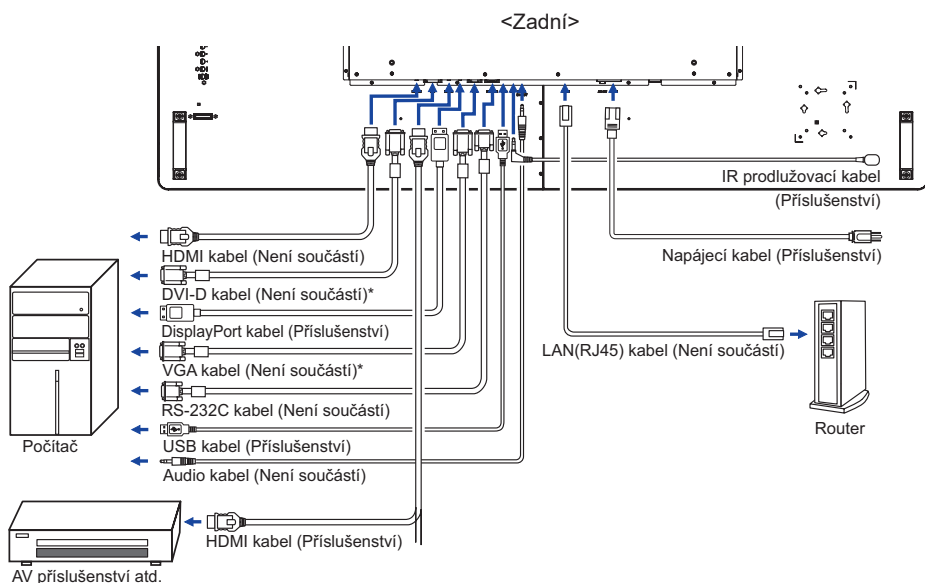 <Zadní>
IR prodlužovací kabel
(Příslušenství)
HDMI kabel (Není součástí)
Napájecí kabel (Příslušenství)
DVI-D kabel (Není součástí)*
DisplayPort kabel (Příslušenství)
LAN(RJ45) kabel (Není součástí)
VGA kabel (Není součástí)*
RS-232C kabel (Není součástí)
Router
Počítač
USB kabel (Příslušenství)
Audio kabel (Není součástí)
HDMI kabel (Příslušenství)
AV příslušenství atd.